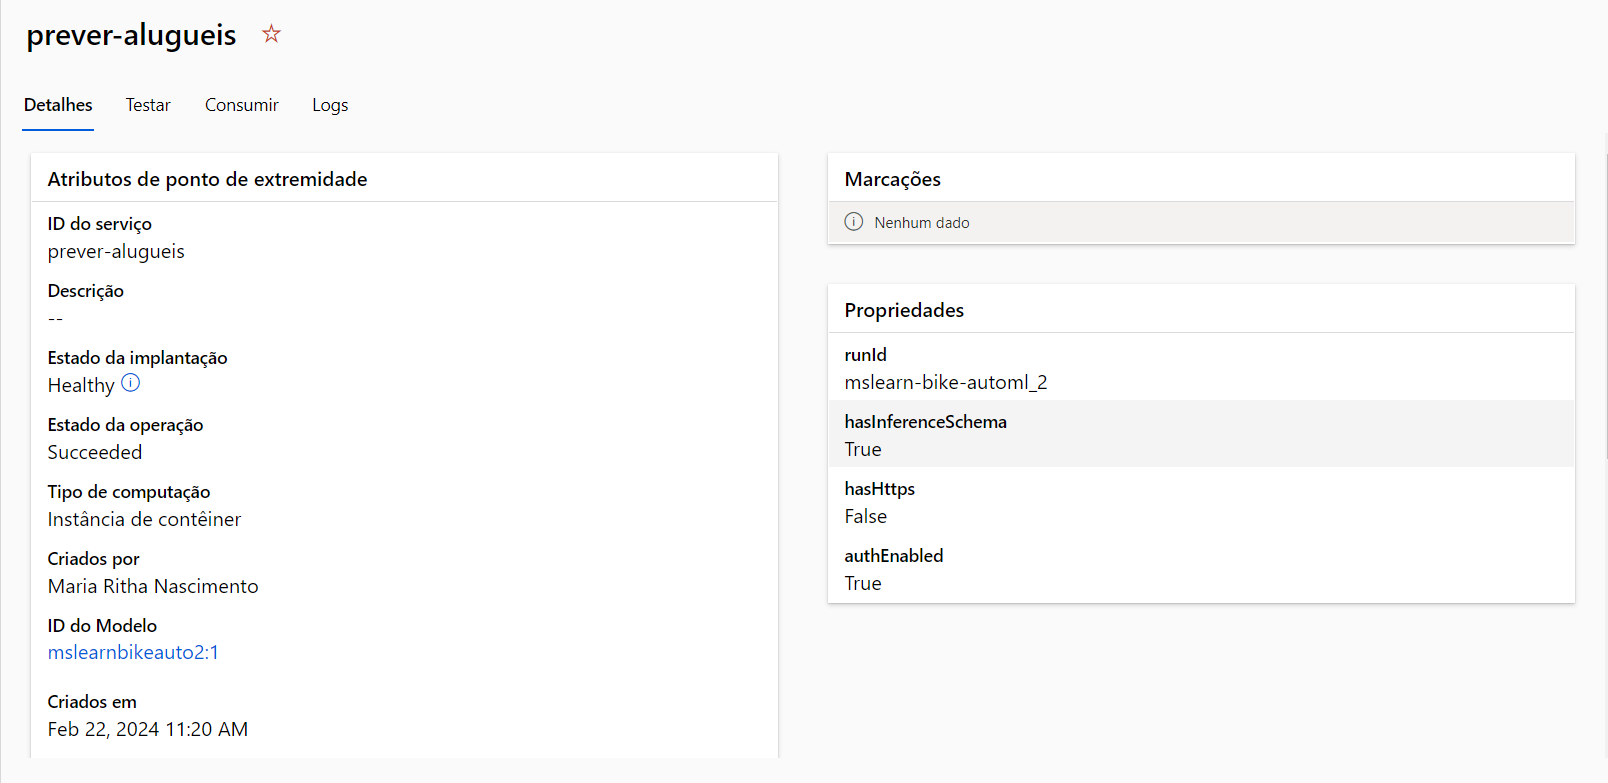 prever-alugueis
Detalhes Testar Consumir Logs
Atributos de ponto de extremidade
ID do serviço
prever-alugueis
Descrição
--
Estado da implantação
Healthy
Estado da operação
Succeeded
Tipo de computação
Instância de contêiner
Criados por
Maria Ritha Nascimento
ID do Modelo
mslearnbikeauto2:1
Criados em
Feb 22, 2024 11:20 AM
Marcações
Nenhum dado
Propriedades
runId
mslearn-bike-automl_2
hasInferenceSchema
True
hasHttps
False
authEnabled
True